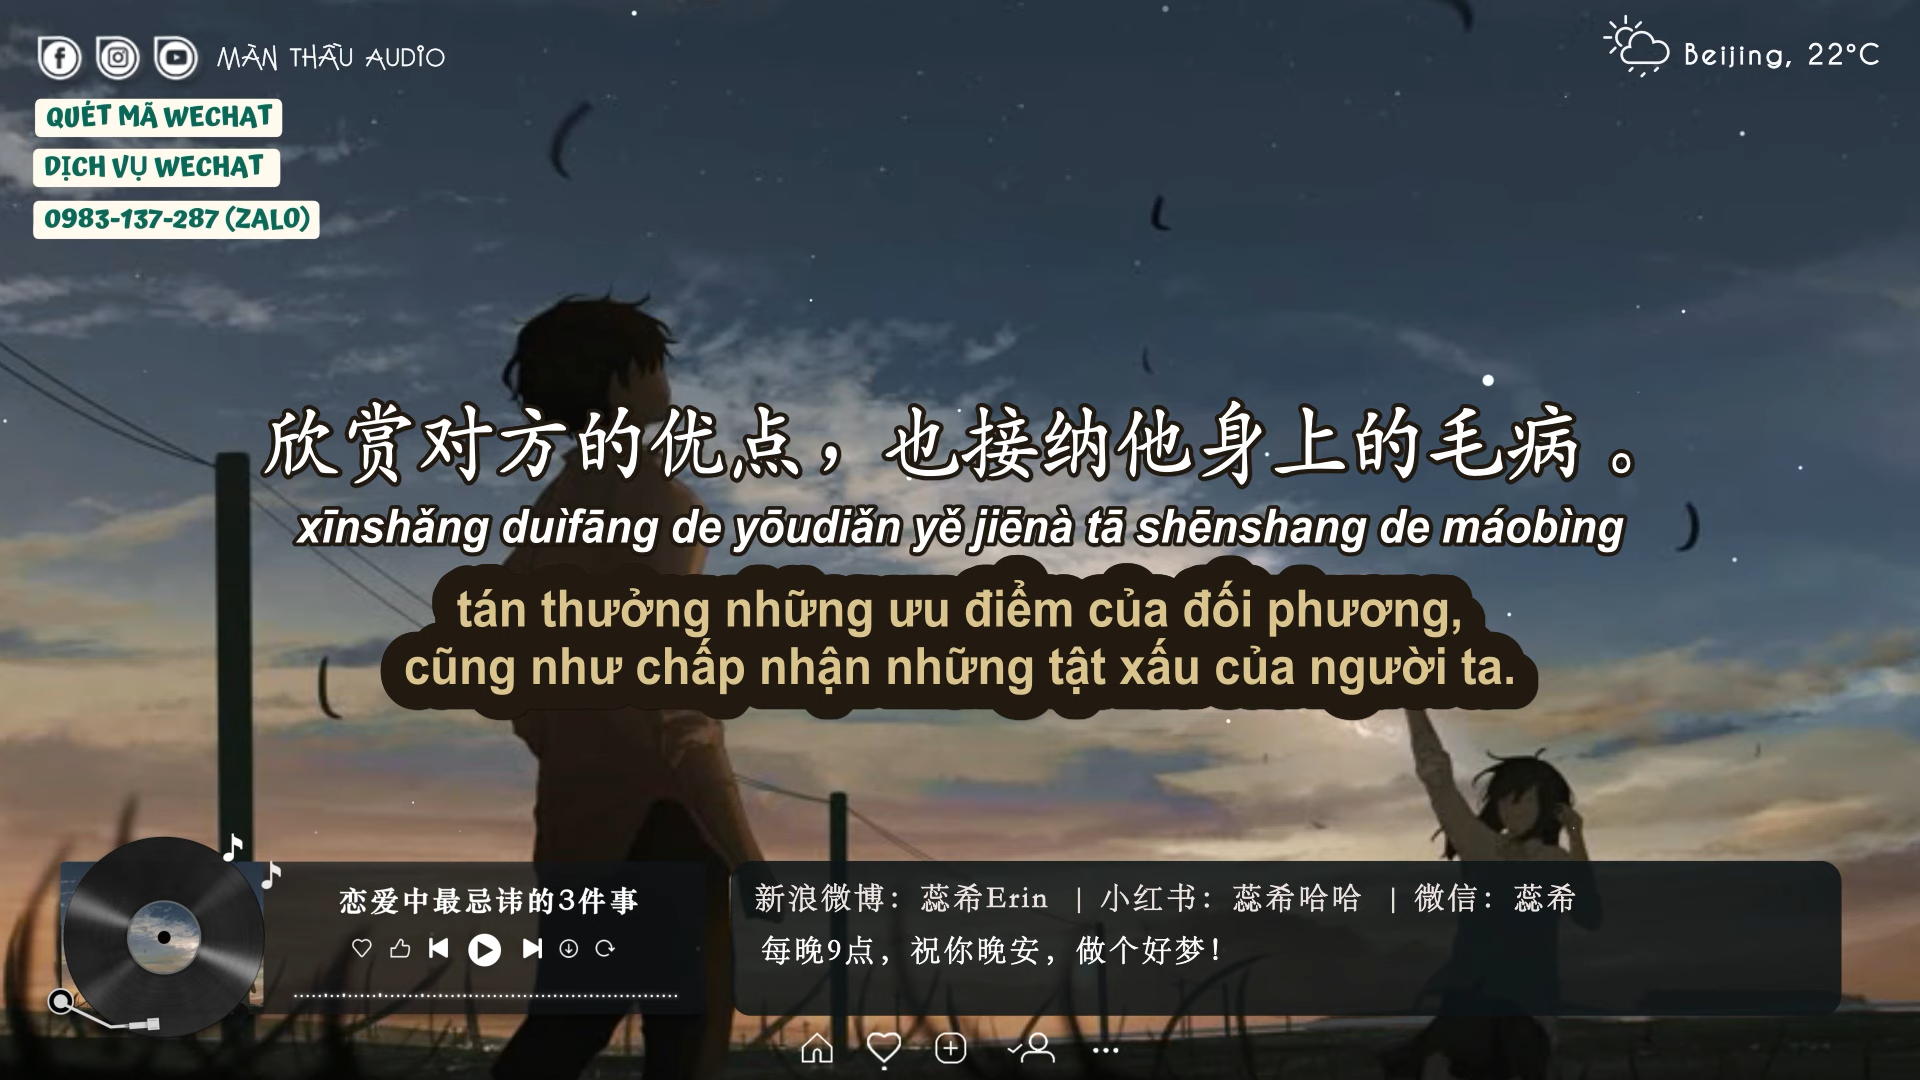 MÀN THẦU AUDIO
Beijing, 22°C
QUÉT MÃ WECHAT
DỊCH VỤ WECHAT
0983-137-287 (ZALO)
欣赏对方的优点，也接纳他身上的毛病 。
xīnshǎng duìfāng de yōudiǎn yě jiēnà tā shēnshang de máobìng
tán thưởng những ưu điểm của đối phương,
cũng như chấp nhận những tật xấu của người ta.
恋爱中最忌讳的3件事
新浪微博：蕊希Erin | 小红书：蕊希哈哈 | 微信：蕊希
每晚9点，祝你晚安，做个好梦！